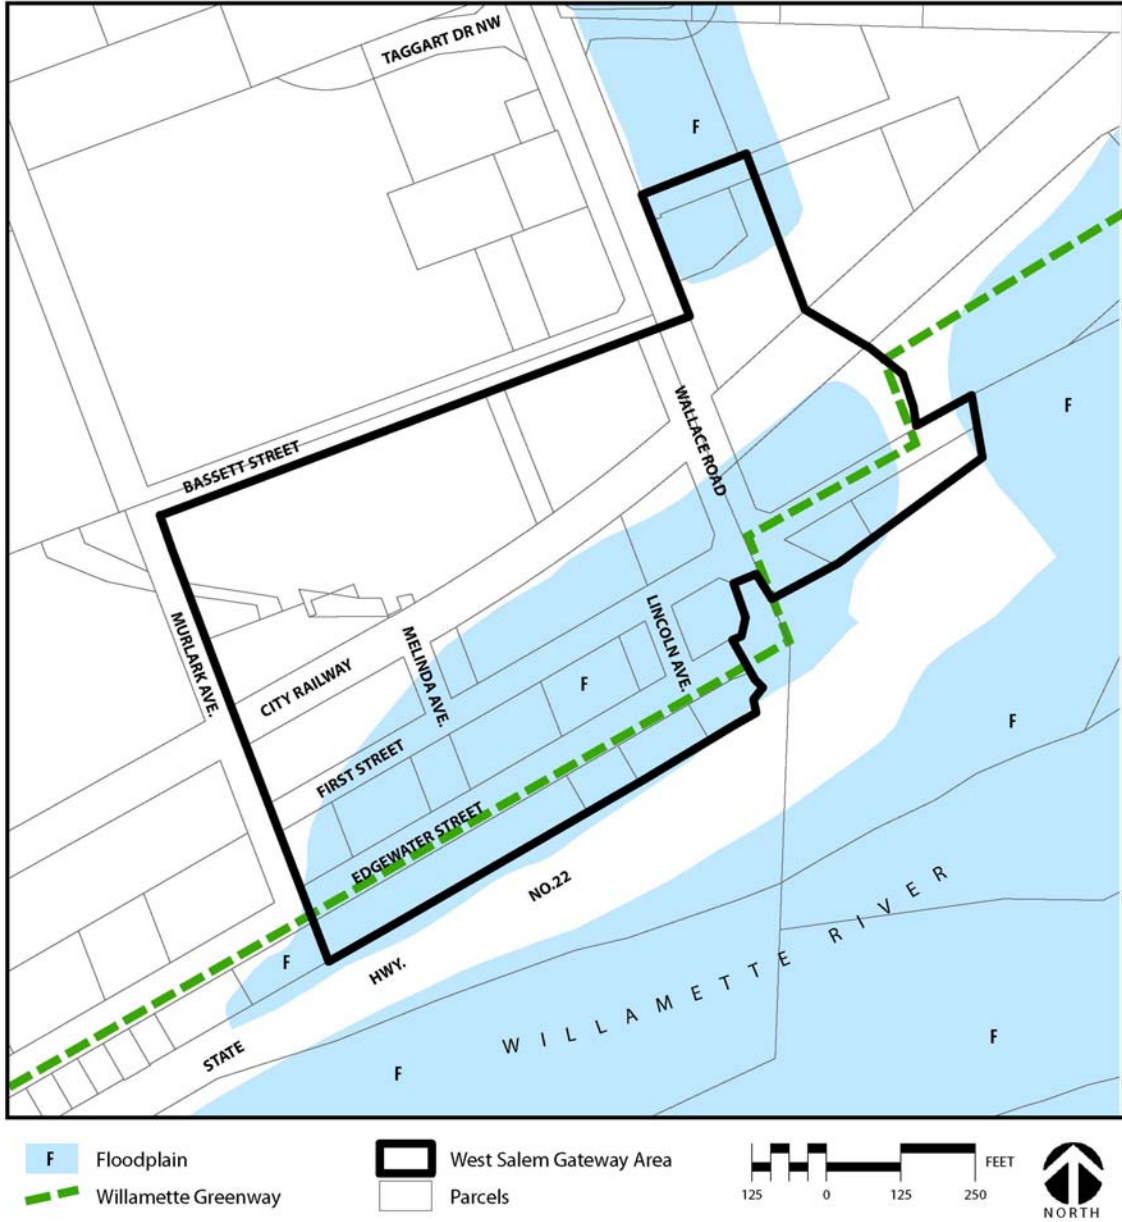 TAGGART DR NW
F
WALLACE ROAD
F
BASSETT STREET
MURLARK AVE.
MELINDA AVE.
LINCOLN AVE.
CITY RAILWAY
F
FIRST STREET
F
EDGEWATER STREET
NO.22
F
HWY.
WILLAMETTE RIVER
STATE
F
F
F Floodplain
Willamette Greenway
West Salem Gateway Area
Parcels
FEET
125 0 125 250
NORTH